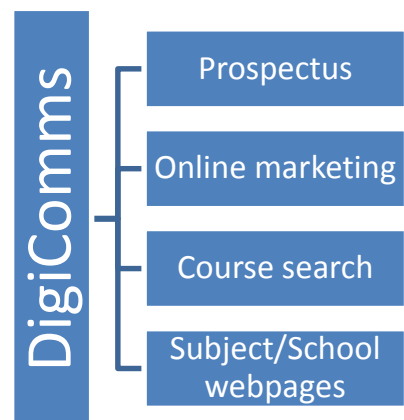 DigiComms
Prospectus
Online marketing
Course search
Subject/School
webpages